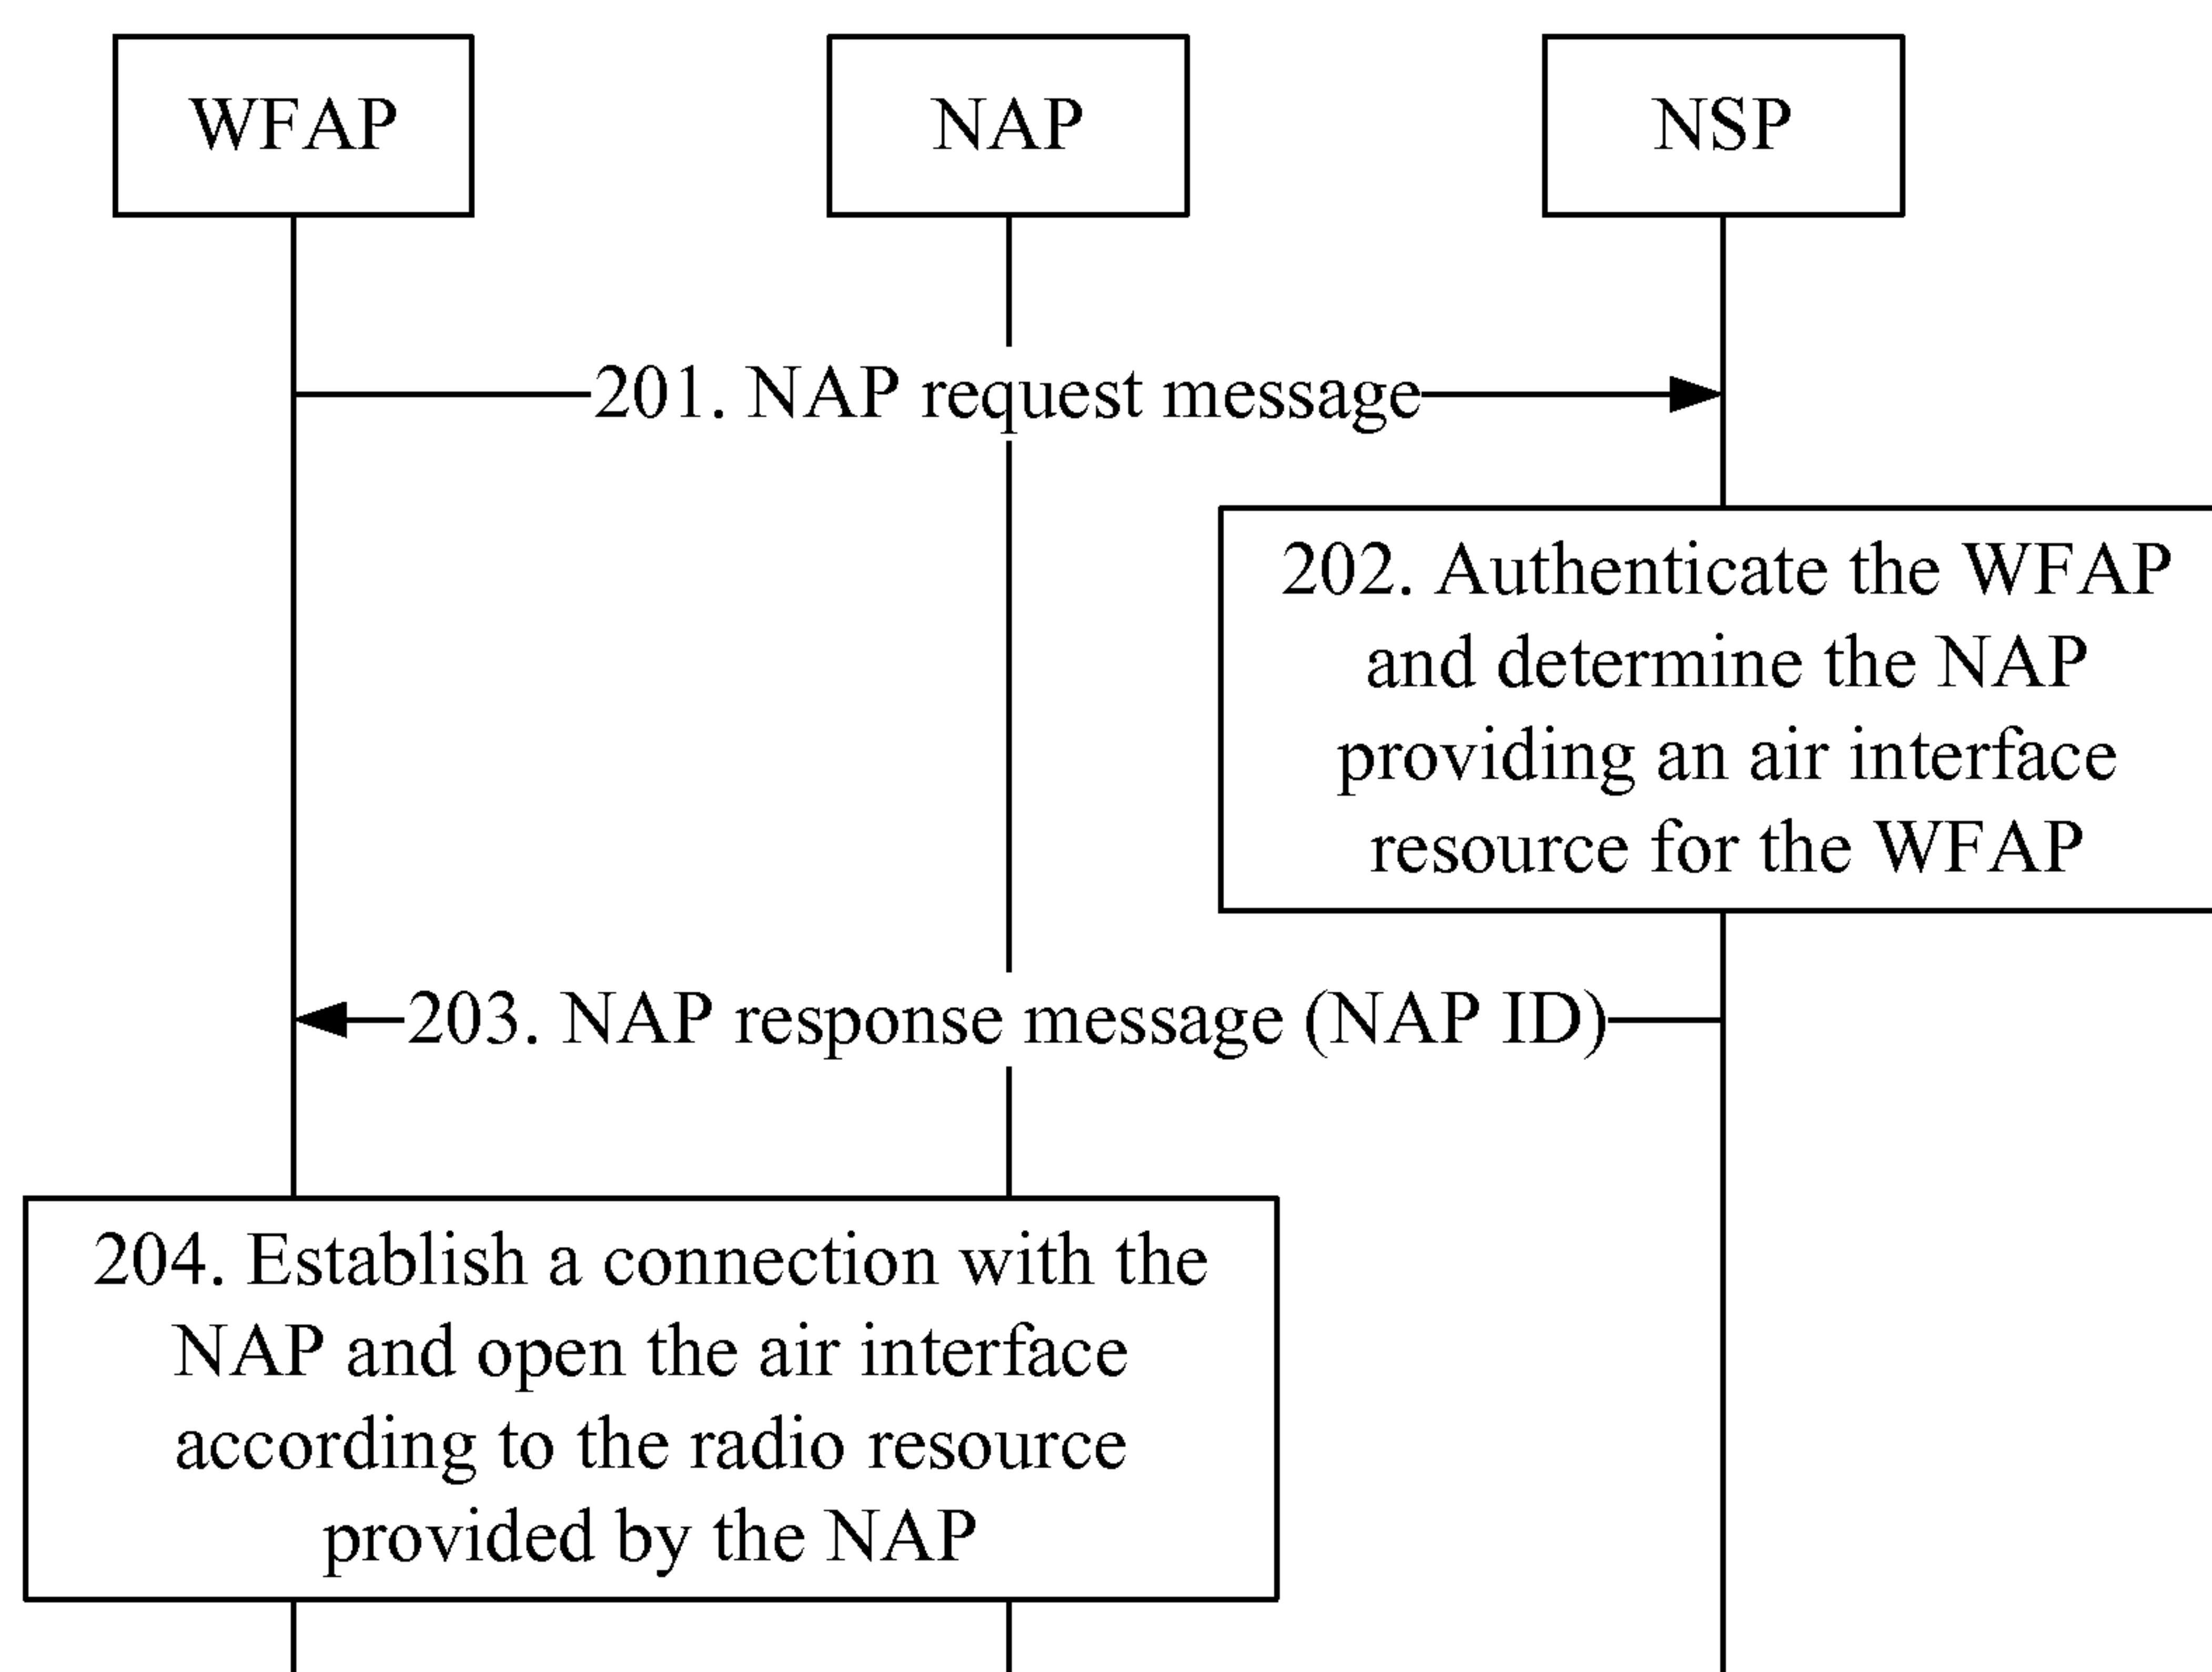 WFAP
NAP
NSP
201. NAP request message
202. Authenticate the WFAP
and determine the NAP
providing an air interface
resource for the WFAP
203. NAP response message (NAP ID)
204. Establish a connection with the
NAP and open the air interface
according to the radio resource
provided by the NAP